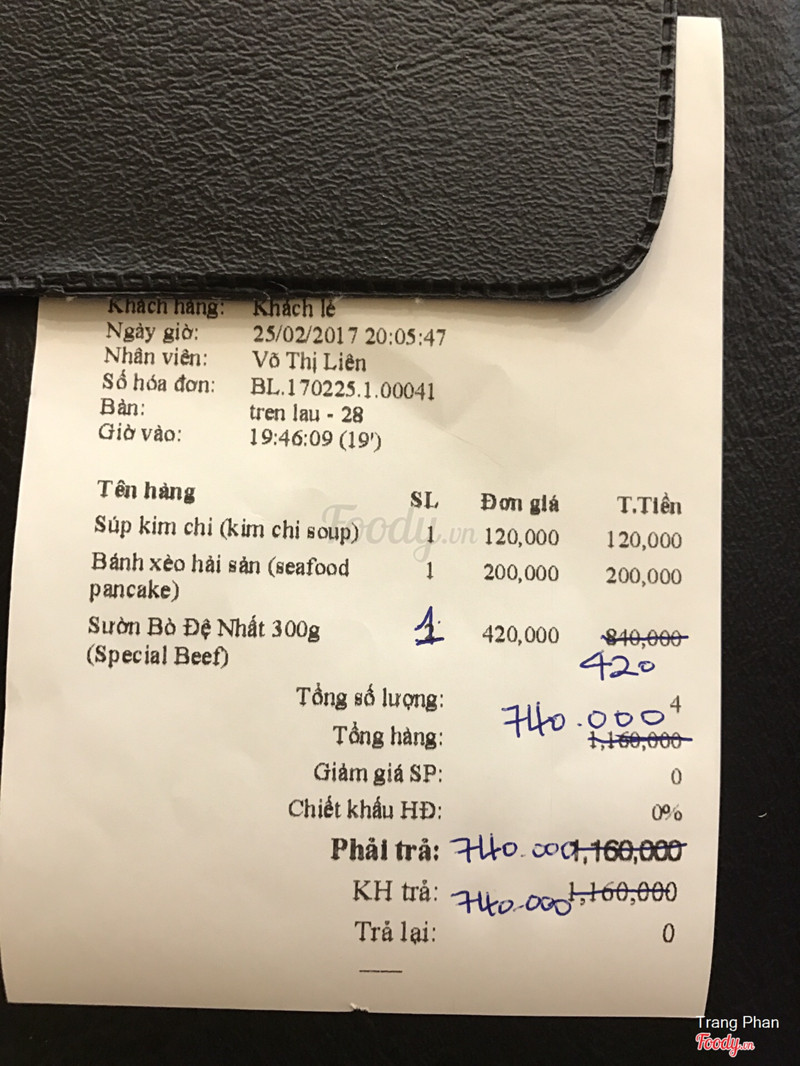 Khách hàng: Khách lẻ
Ngày giờ: 25/02/2017 20:05:47
Nhân viên: Võ Thị Liên
Số hóa đơn: BL.170225.1.00041
Bàn: tren lau - 28
Giờ vào: 19:46:09 (19')
Tên hàng SL Đơn giá T.Tiền
Súp kim chi (kim chi soup) 1 120,000 120,000
Foody.vn
Bánh xèo hải sản (seafood 1 200,000 200,000
pancake)
Sườn Bò Đệ Nhất 300g 1 420,000 840,000
(Special Beef) 420
Tổng số lượng: 4
740.000
Tổng hàng: 1,160,000
Giảm giá SP: 0
Chiết khấu HĐ: 0%
Phải trả: 740.000 1,160,000
KH trả: 740.000 1,160,000
Trả lại: 0
Trang Phan
Foody.vn